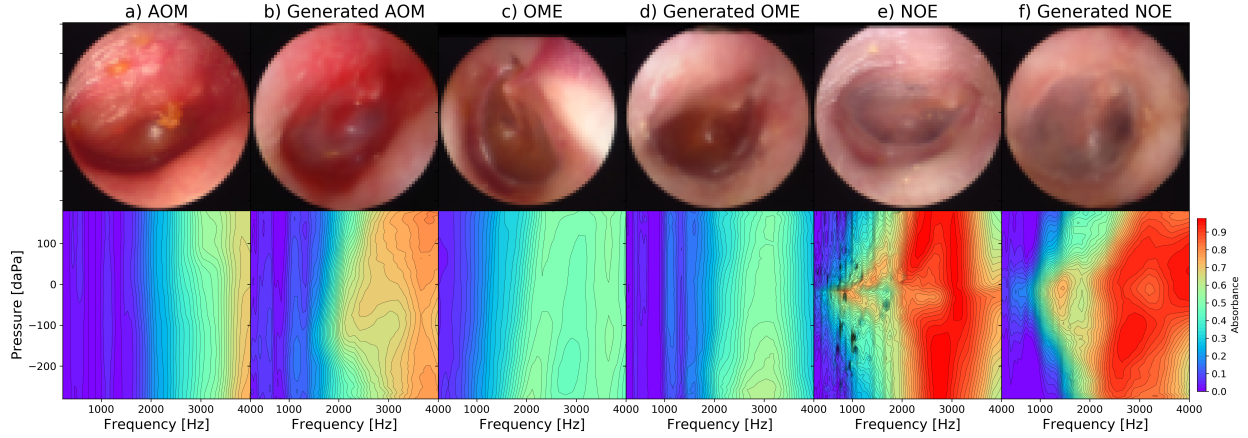 a) AOM b) Generated AOM c) OME d) Generated OME e) NOE f) Generated NOE
Pressure [daPa]
100
0
−100
−200
1000 2000 3000 4000 1000 2000 3000 4000 1000 2000 3000 4000 1000 2000 3000 4000 1000 2000 3000 4000 1000 2000 3000 4000
Frequency [Hz] Frequency [Hz] Frequency [Hz] Frequency [Hz] Frequency [Hz] Frequency [Hz]
0.9
0.8
0.7
0.6
0.5
0.4
0.3
0.2
0.1
0.0
Absorbance